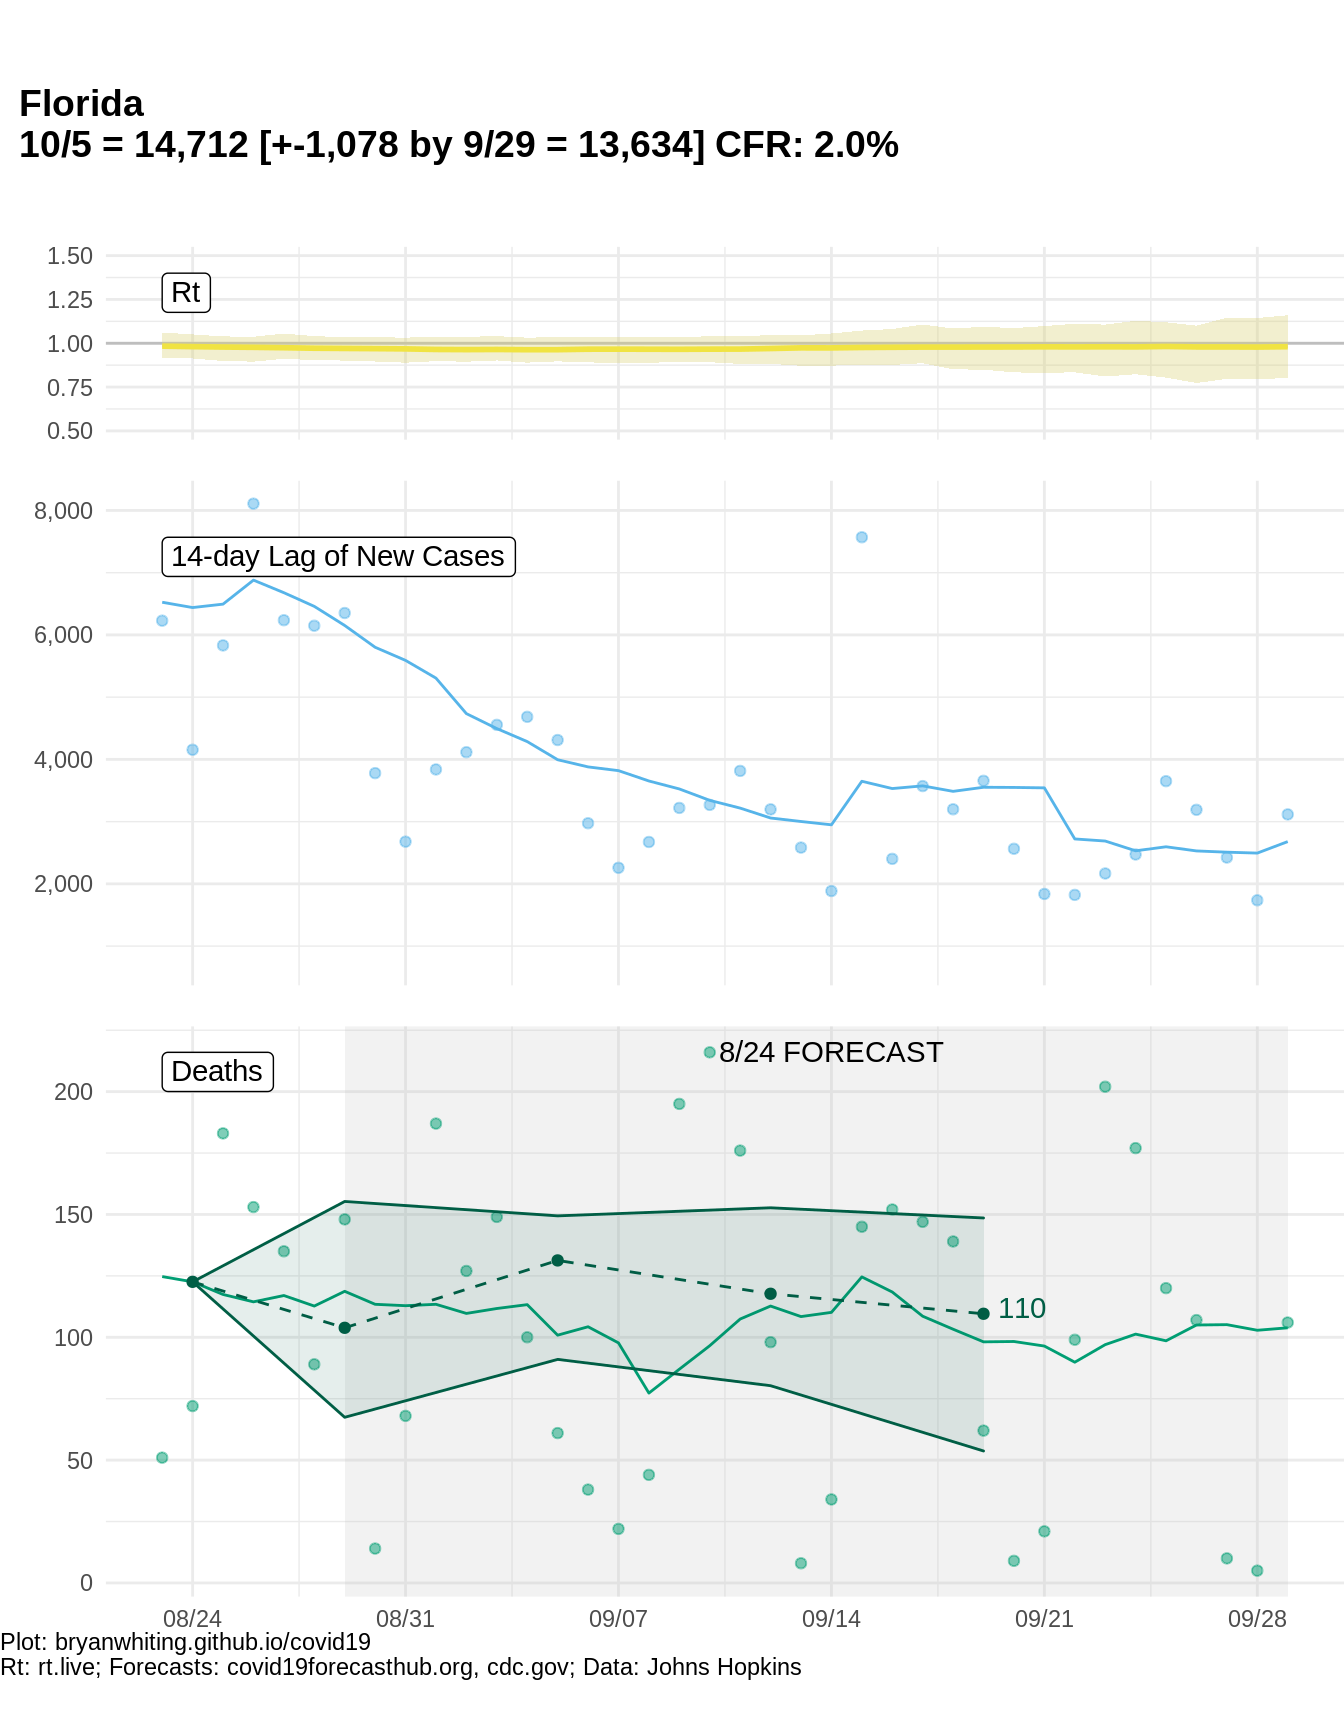 Florida
10/5 = 14,712 [+-1,078 by 9/29 = 13,634] CFR: 2.0%
1.50
Rt
1.25
1.00
0.75
0.50
8,000
14-day Lag of New Cases
6,000
4,000
2,000
8/24 FORECAST
Deaths
200
150
110
100
50
0
08/24 08/31 09/07 09/14 09/21 09/28
Plot: bryanwhiting.github.io/covid19
Rt: rt.live; Forecasts: covid19forecasthub.org, cdc.gov; Data: Johns Hopkins